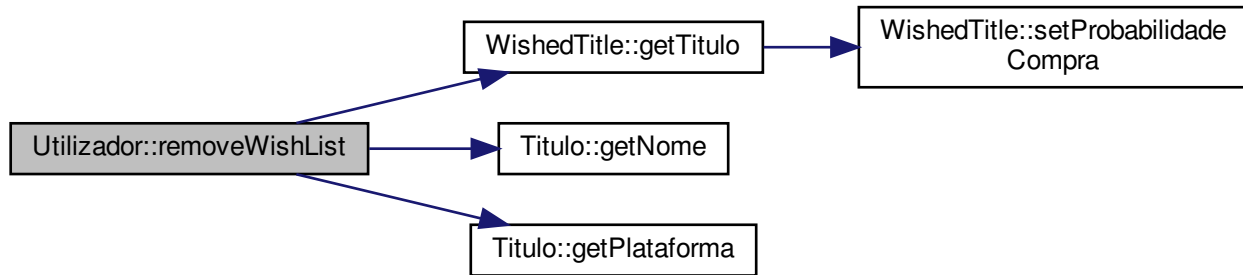 Utilizador::removeWishList
WishedTitle::getTitulo
WishedTitle::setProbabilidade
Compra
Titulo::getNome
Titulo::getPlataforma